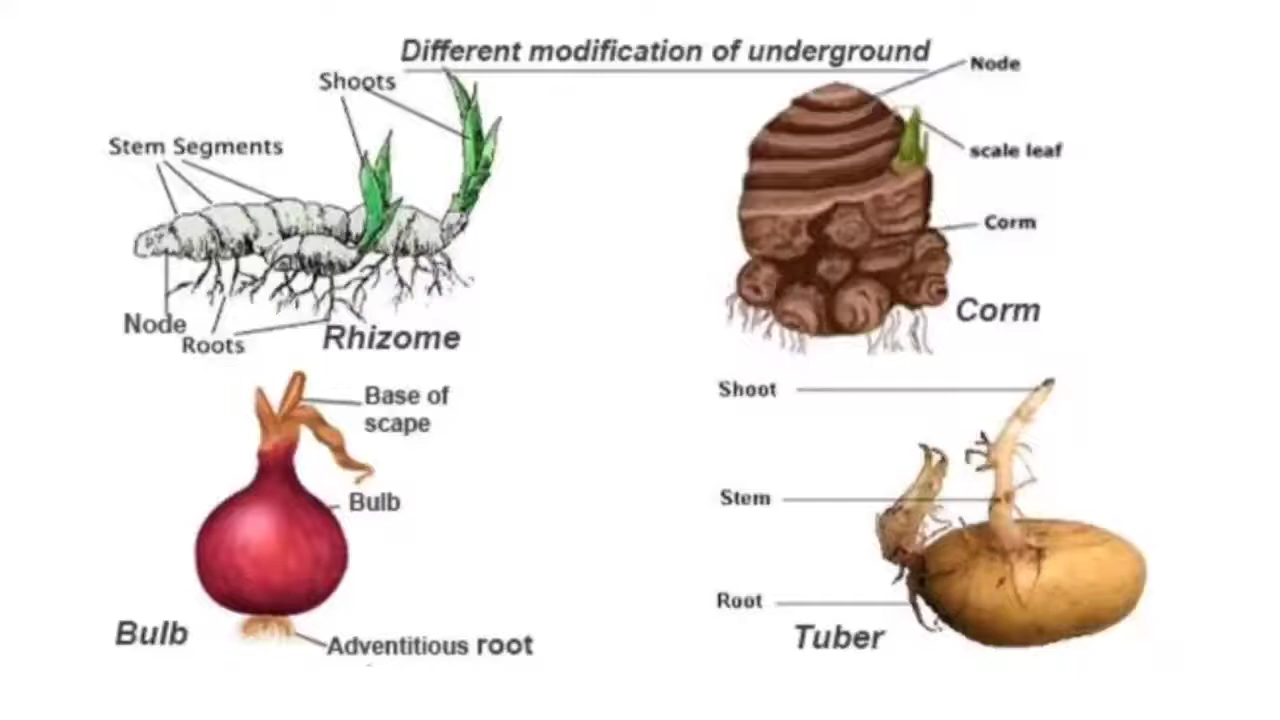 Different modification of underground
Shoots
Stem Segments
Node
Roots
Rhizome
Node
scale leaf
Corm
Corm
Base of
scape
Bulb
Bulb
Adventitious root
Shoot
Stem
Root
Tuber